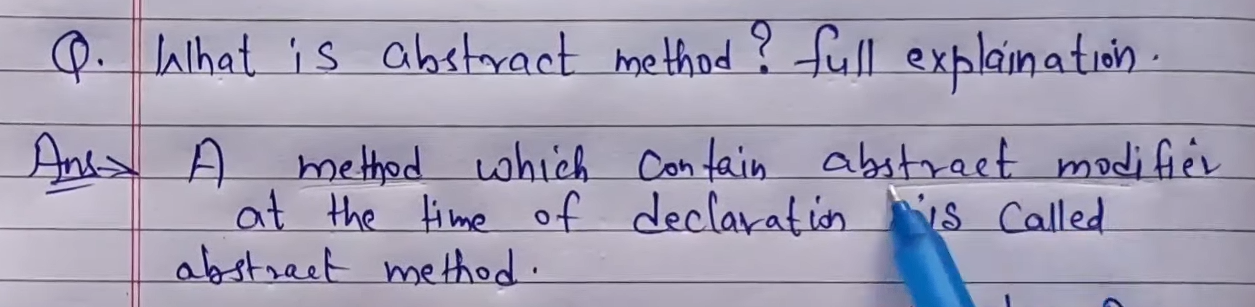 Q. What is abstract method? full explaination.
Ans→ A method which contain abstract modifier
at the time of declaration is called
abstract method.